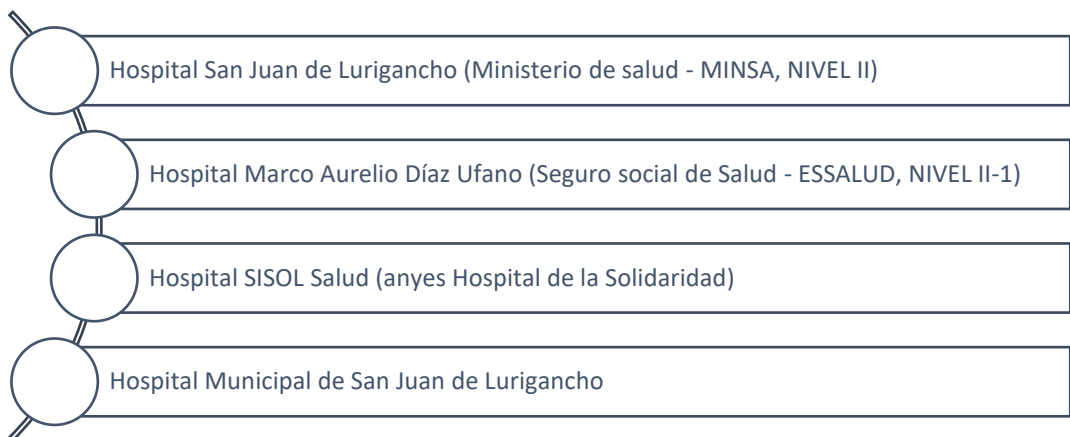 Hospital San Juan de Lurigancho (Ministerio de salud - MINSA, NIVEL II)
Hospital Marco Aurelio Díaz Ufano (Seguro social de Salud - ESSALUD, NIVEL II-1)
Hospital SISOL Salud (anyes Hospital de la Solidaridad)
Hospital Municipal de San Juan de Lurigancho